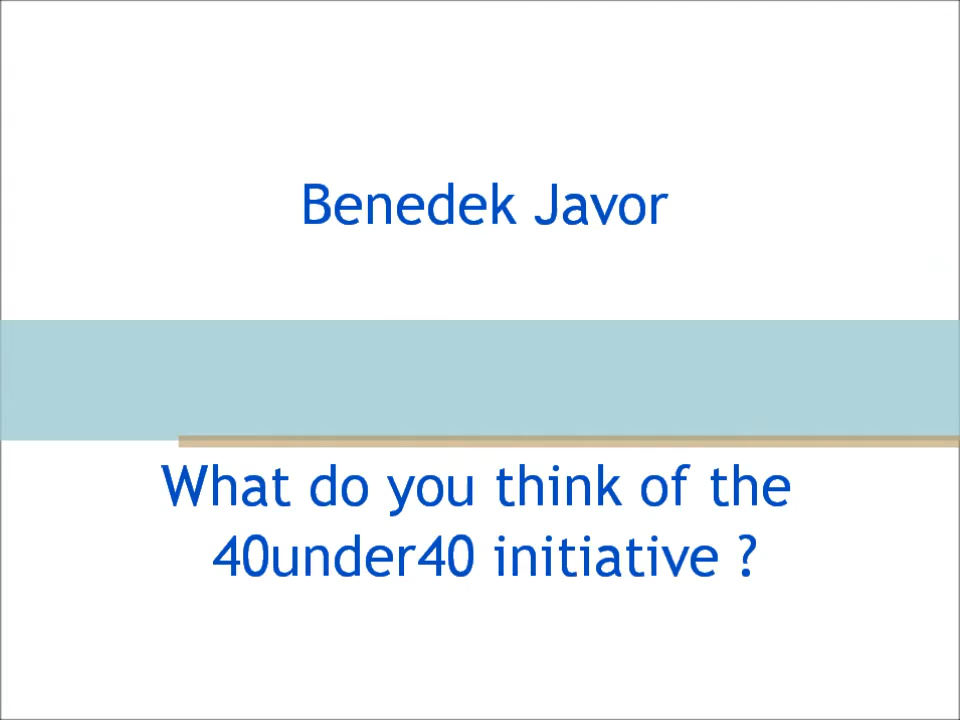 Benedek Javor
What do you think of the
40under40 initiative ?